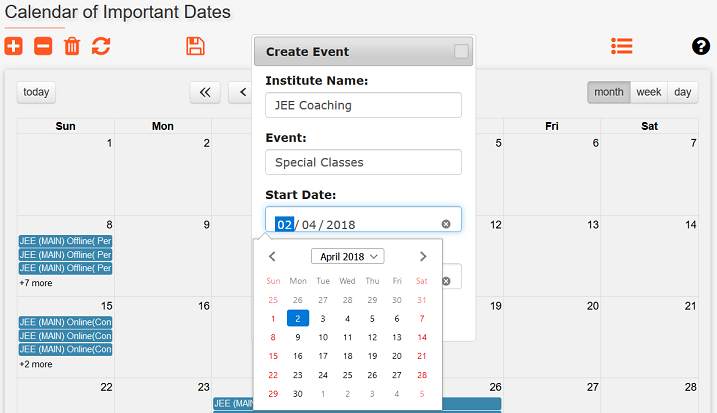 Calendar of Important Dates
Create Event
Institute Name:
JEE Coaching
Event:
Special Classes
Start Date:
02/ 04 / 2018
April 2018
Sun Mon Tue Wed Thu Fri Sat
25 26 27 28 29 30 31
1 2 3 4 5 6 7
8 9 10 11 12 13 14
15 16 17 18 19 20 21
22 23 24 25 26 27 28
29 30 1 2 3 4 5
today « <
month week day
Sun Mon Fri Sat
1 2 5 6 7
8 9 12 13 14
JEE (MAIN) Offline( Per
JEE (MAIN) Offline( Per
JEE (MAIN) Offline( Per
+7 more
15 16 19 20 21
JEE (MAIN) Online(Con
JEE (MAIN) Online(Con
JEE (MAIN) Online(Con
+2 more
22 23 26 27 28